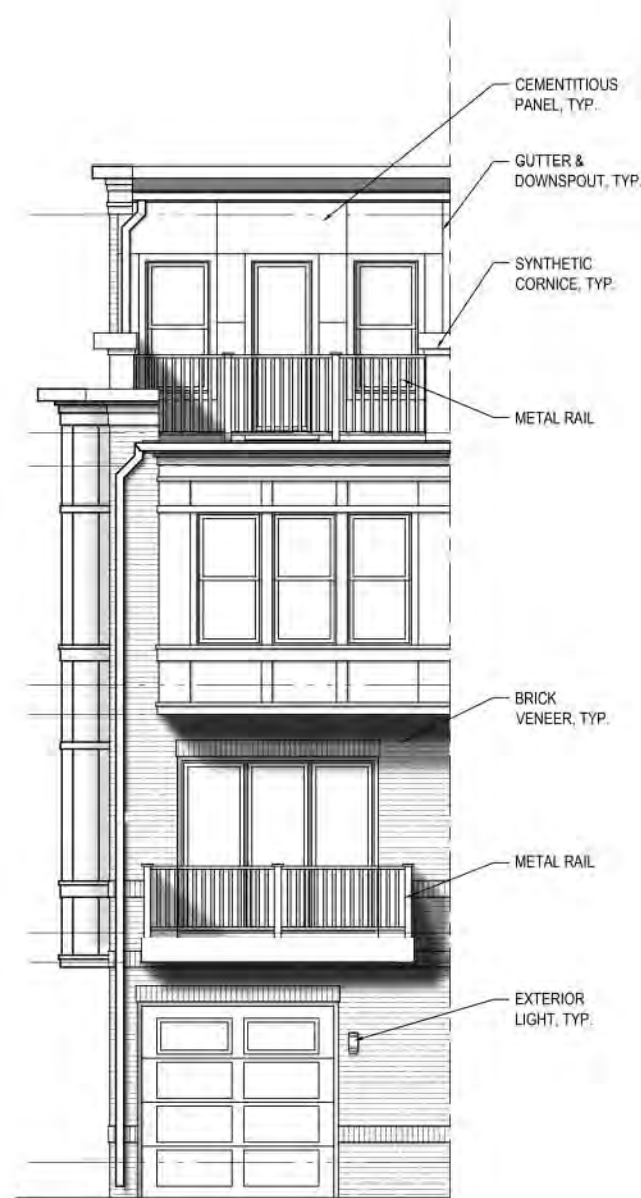 CEMENTITIOUS
PANEL, TYP.
GUTTER &
DOWNSPOUT, TYP.
SYNTHETIC
CORNICE, TYP.
METAL RAIL
BRICK
VENEER, TYP.
METAL RAIL
EXTERIOR
LIGHT, TYP.